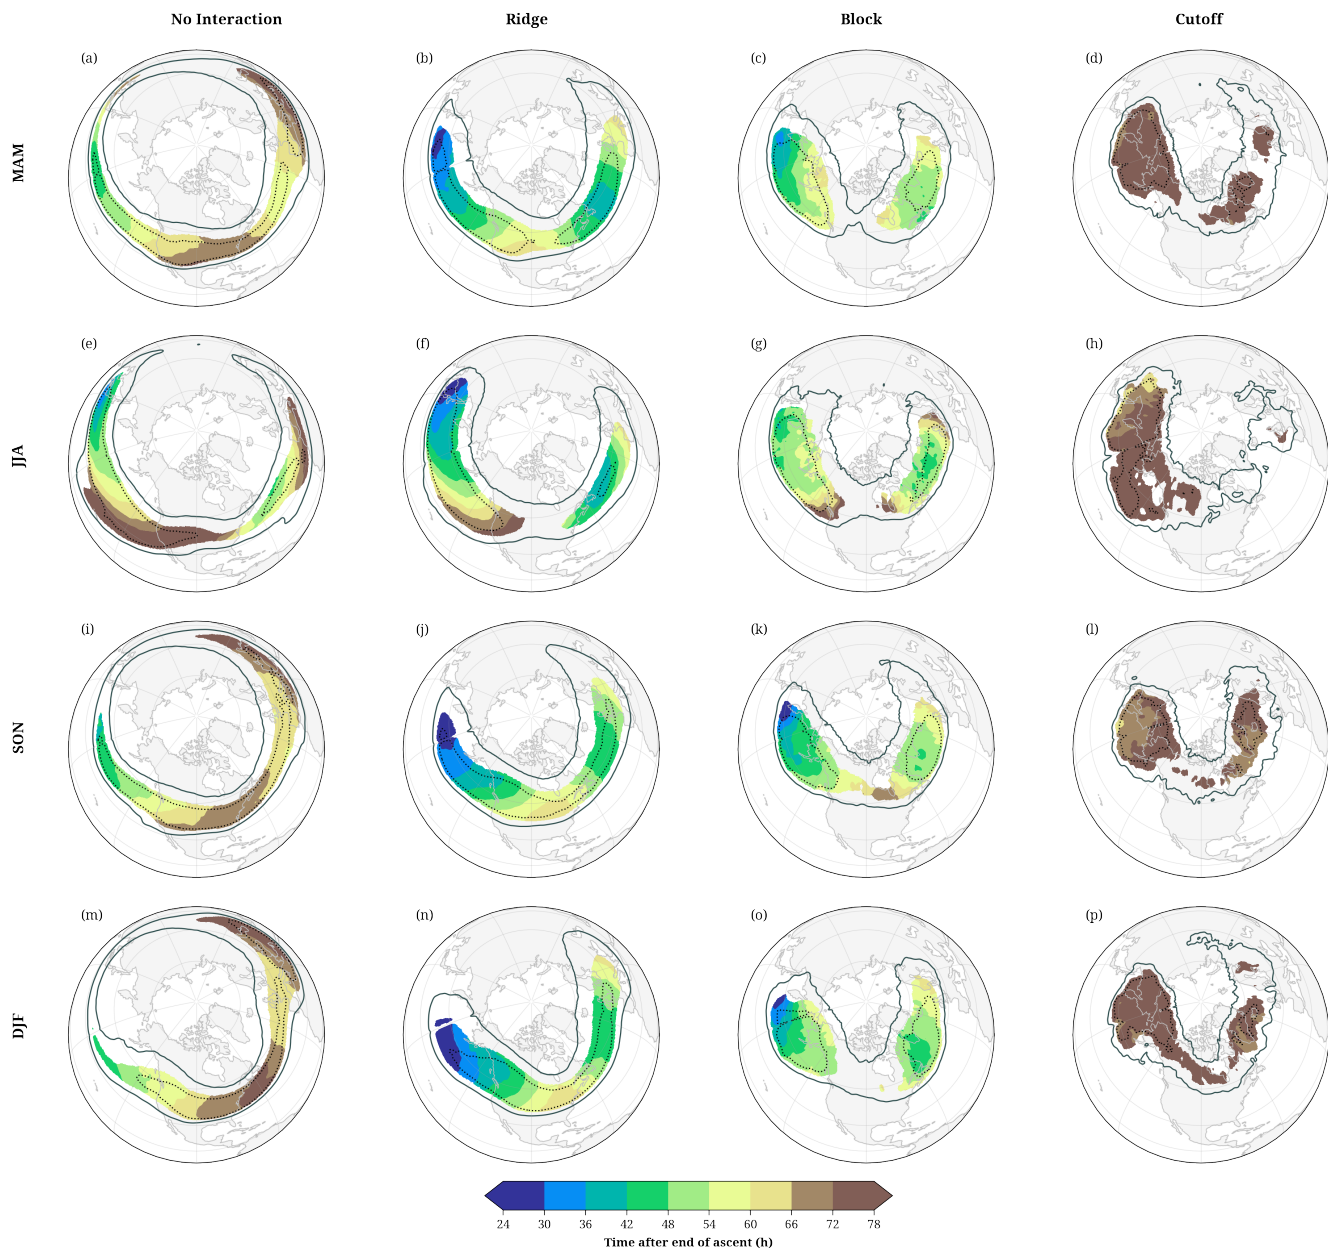 No Interaction Ridge Block Cutoff
MAM (a) (b) (c) (d)
JJA (e) (f) (g) (h)
SON (i) (j) (k) (l)
DJF (m) (n) (o) (p)
24 30 36 42 48 54 60 66 72 78
Time after end of ascent (h)